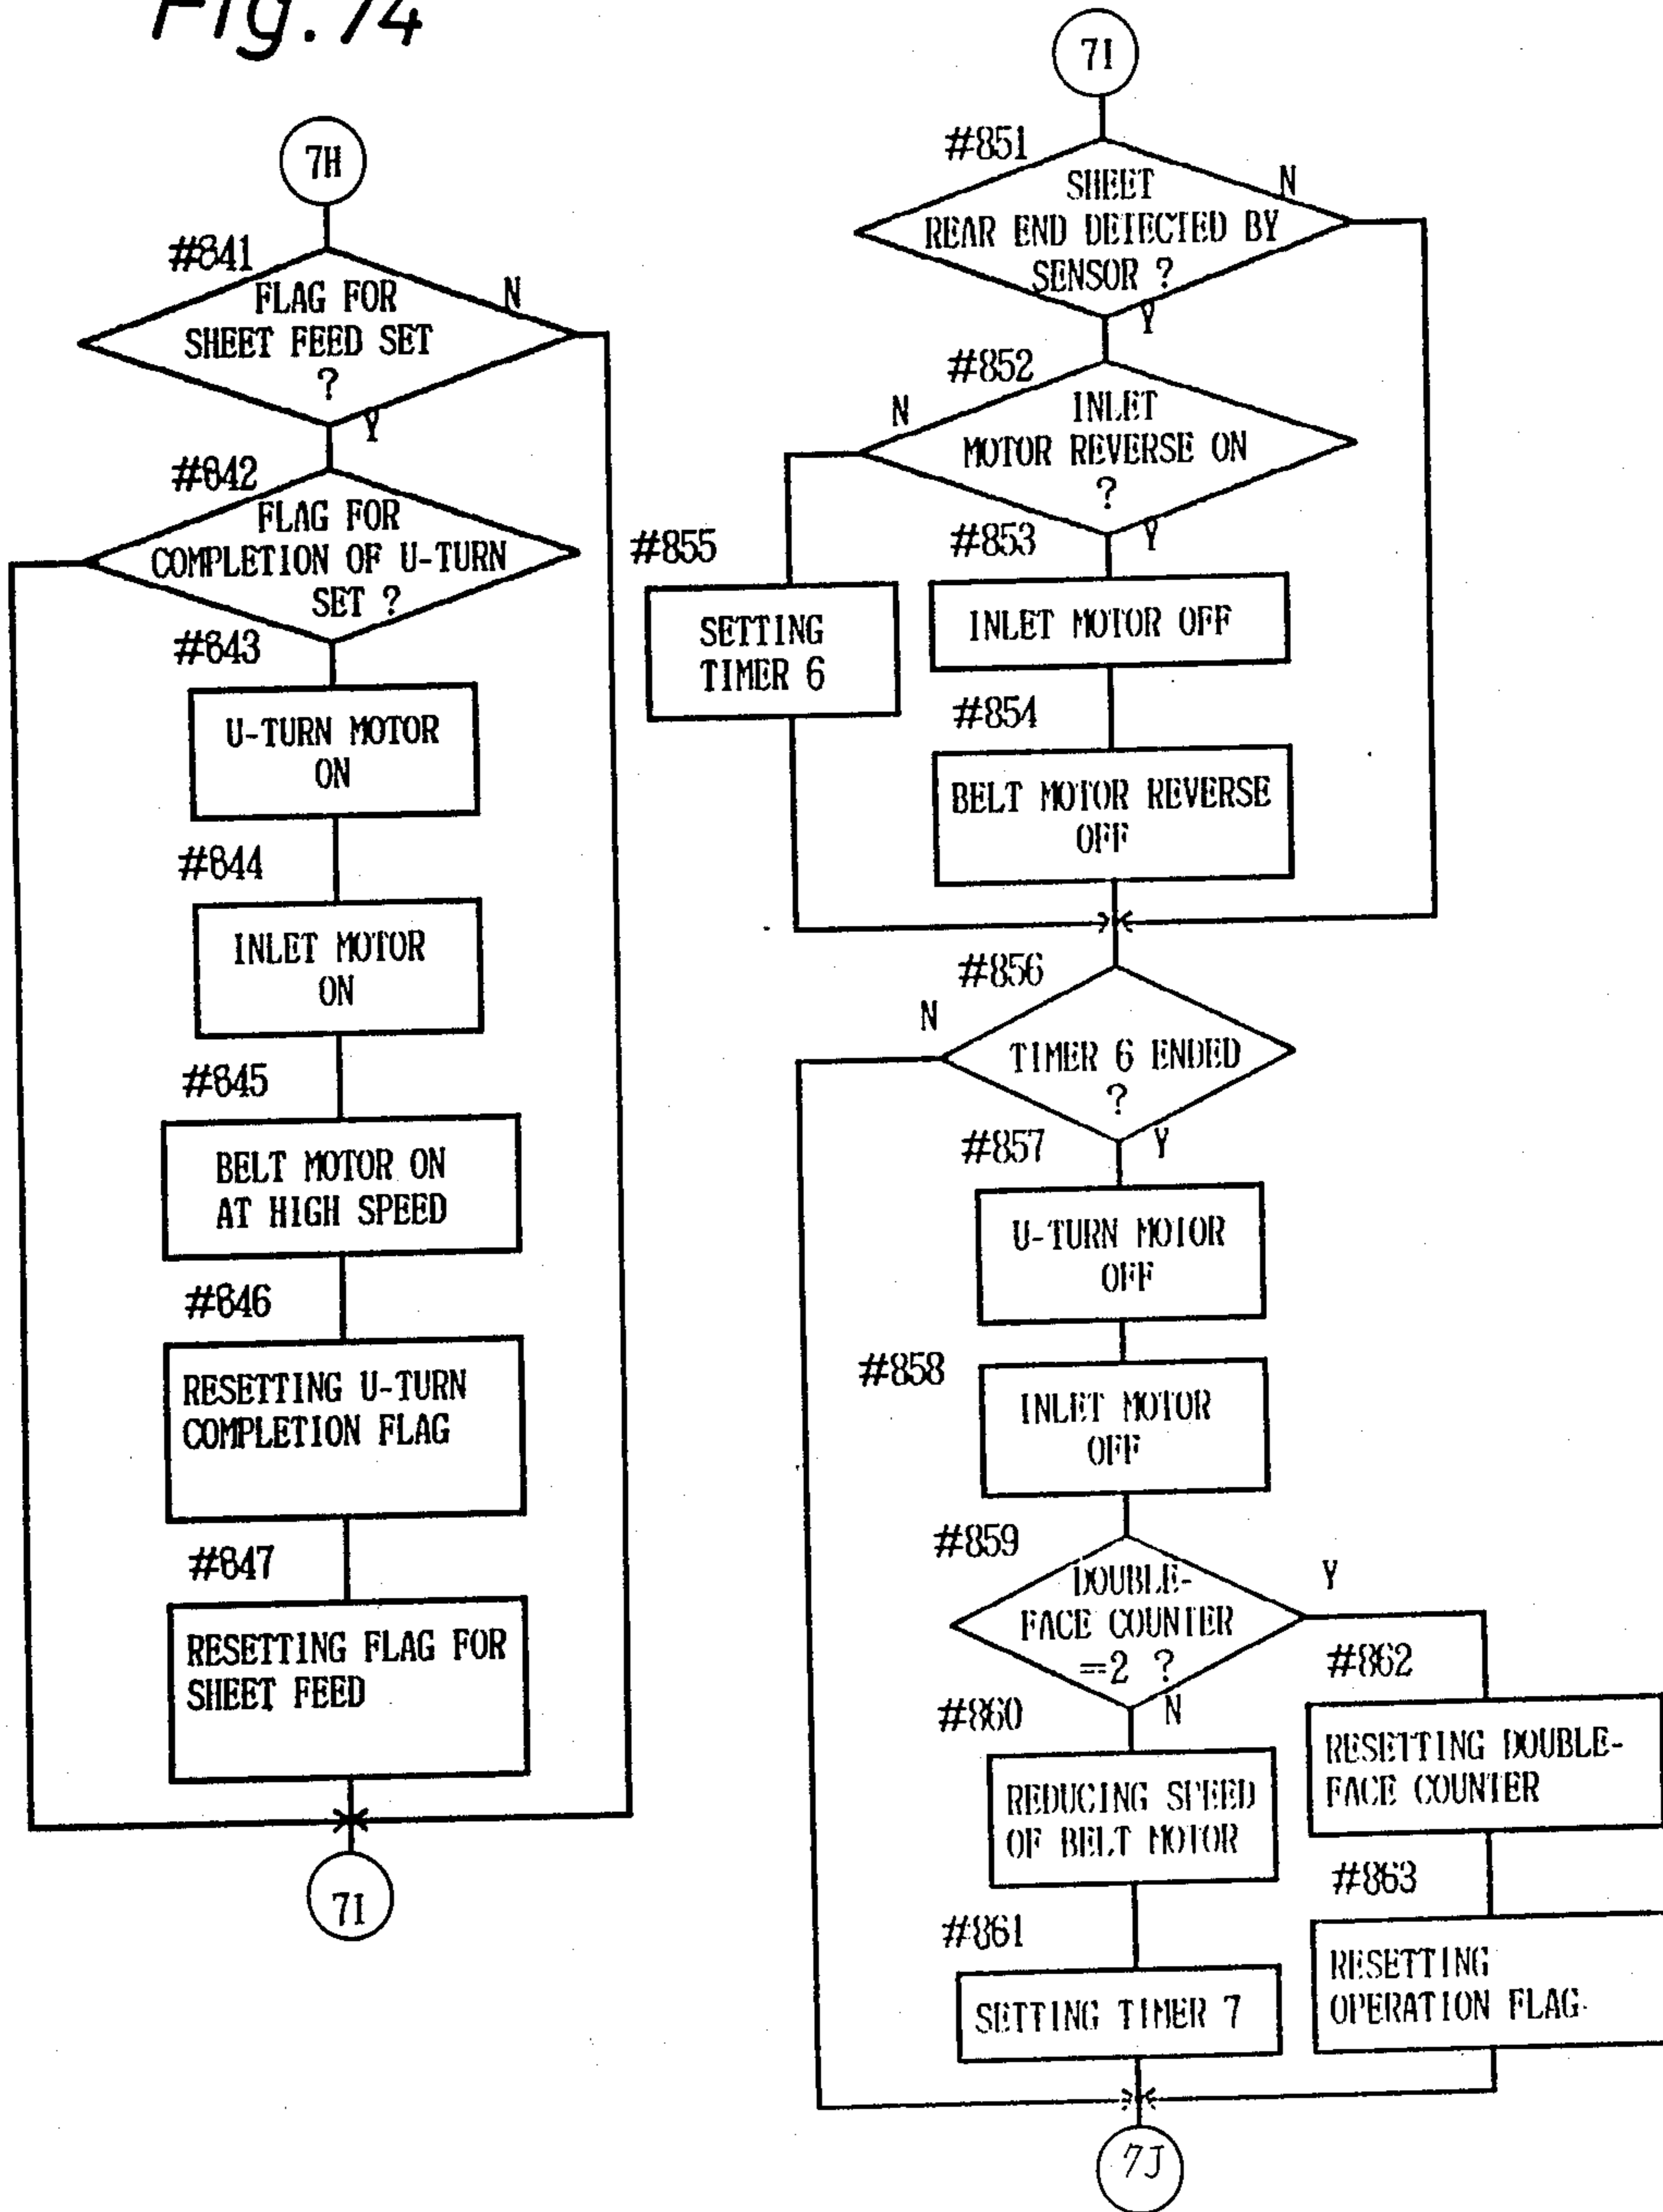 Fig. 74
7H
#841
FLAG FOR
SHEET FEED SET
?
N
Y
#842
FLAG FOR
COMPLETION OF U-TURN
SET ?
#843
U-TURN MOTOR
ON
#844
INLET MOTOR
ON
#845
BELT MOTOR ON
AT HIGH SPEED
#846
RESETTING U-TURN
COMPLETION FLAG
#847
RESETTING FLAG FOR
SHEET FEED
7I
7I
#851
SHEET
REAR END DETECTED BY
SENSOR ?
N
Y
#852
INLET
MOTOR REVERSE ON
?
N
Y
#855
SETTING
TIMER 6
#853
INLET MOTOR OFF
#854
BELT MOTOR REVERSE
OFF
#856
TIMER 6 ENDED
?
N
Y
#857
U-TURN MOTOR
OFF
#858
INLET MOTOR
OFF
#859
DOUBLE-
FACE COUNTER
=2 ?
Y
N
#860
REDUCING SPEED
OF BELT MOTOR
#861
SETTING TIMER 7
#862
RESETTING DOUBLE-
FACE COUNTER
#863
RESETTING
OPERATION FLAG
7J